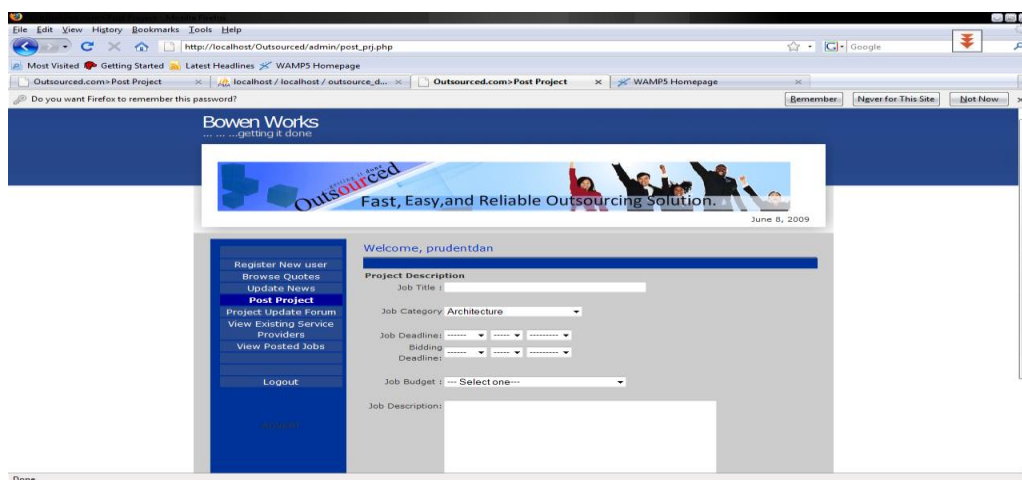 File Edit View History Bookmarks Tools Help
http://localhost/Outsourced/admin/post_prj.php
Google
Most Visited Getting Started Latest Headlines WAMP5 Homepage
Outsourced.com>Post Project localhost / localhost / outsource_d... Outsourced.com>Post Project WAMP5 Homepage
Do you want Firefox to remember this password? Remember Never for This Site Not Now
Bowen Works
... ... ...getting it done
getting it done
Outsourced
Fast, Easy,and Reliable Outsourcing Solution.
June 8, 2009
Welcome, prudentdan
Register New user
Browse Quotes
Update News
Post Project
Project Update Forum
View Existing Service
Providers
View Posted Jobs
Logout
Project Description
Job Title :
Job Category Architecture
Job Deadline: ------ ----- ---------
Bidding
Deadline: ------ ----- ---------
Job Budget : --- Select one---
Job Description:
Done